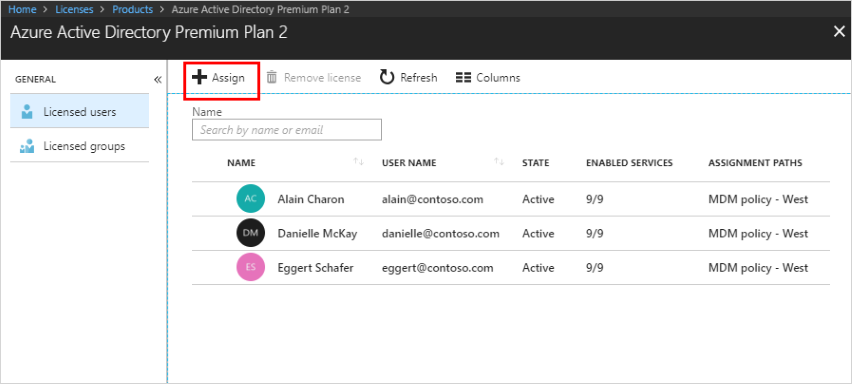 Home > Licenses > Products > Azure Active Directory Premium Plan 2
Azure Active Directory Premium Plan 2
GENERAL
Licensed users
Licensed groups
Assign Remove license Refresh Columns
Name
Search by name or email
NAME USER NAME STATE ENABLED SERVICES ASSIGNMENT PATHS
AC Alain Charon alain@contoso.com Active 9/9 MDM policy - West
DM Danielle McKay danielle@contoso.com Active 9/9 MDM policy - West
ES Eggert Schafer eggert@contoso.com Active 9/9 MDM policy - West